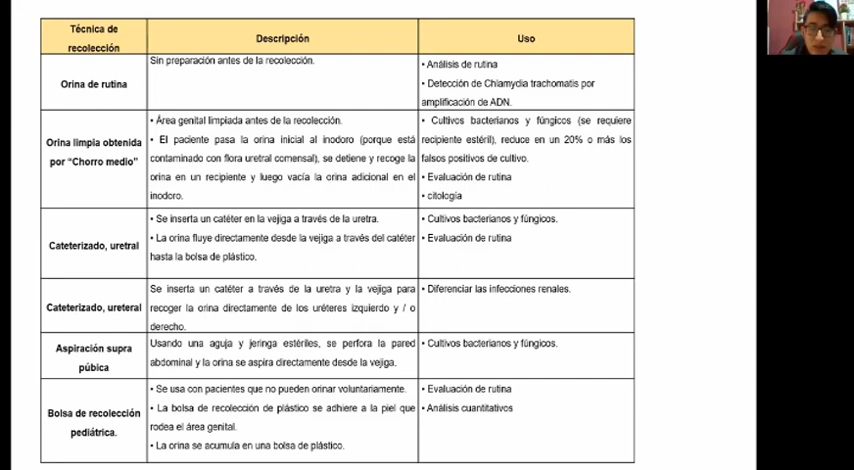 Técnica de
recolección
Descripción
Uso
Orina de rutina
Sin preparación antes de la recolección.
• Análisis de rutina
• Detección de Chlamydia trachomatis por
amplificación de ADN.
Orina limpia obtenida
por “Chorro medio”
• Área genital limpiada antes de la recolección.
• El paciente pasa la orina inicial al inodoro (porque está
contaminado con flora uretral comensal), se detiene y recoge la
orina en un recipiente y luego vacía la orina adicional en el
inodoro.
• Cultivos bacterianos y fúngicos (se requiere
recipiente estéril), reduce en un 20% o más los
falsos positivos de cultivo.
• Evaluación de rutina
• citología
Cateterizado, uretral
• Se inserta un catéter en la vejiga a través de la uretra.
• La orina fluye directamente desde la vejiga a través del catéter
hasta la bolsa de plástico.
• Cultivos bacterianos y fúngicos.
• Evaluación de rutina
Cateterizado, ureteral
Se inserta un catéter a través de la uretra y la vejiga para
recoger la orina directamente de los uréteres izquierdo y / o
derecho.
• Diferenciar las infecciones renales.
Aspiración supra
púbica
Usando una aguja y jeringa estériles, se perfora la pared
abdominal y la orina se aspira directamente desde la vejiga.
• Cultivos bacterianos y fúngicos.
Bolsa de recolección
pediátrica.
• Se usa con pacientes que no pueden orinar voluntariamente.
• La bolsa de recolección de plástico se adhiere a la piel que
rodea el área genital.
• La orina se acumula en una bolsa de plástico.
• Evaluación de rutina
• Análisis cuantitativos